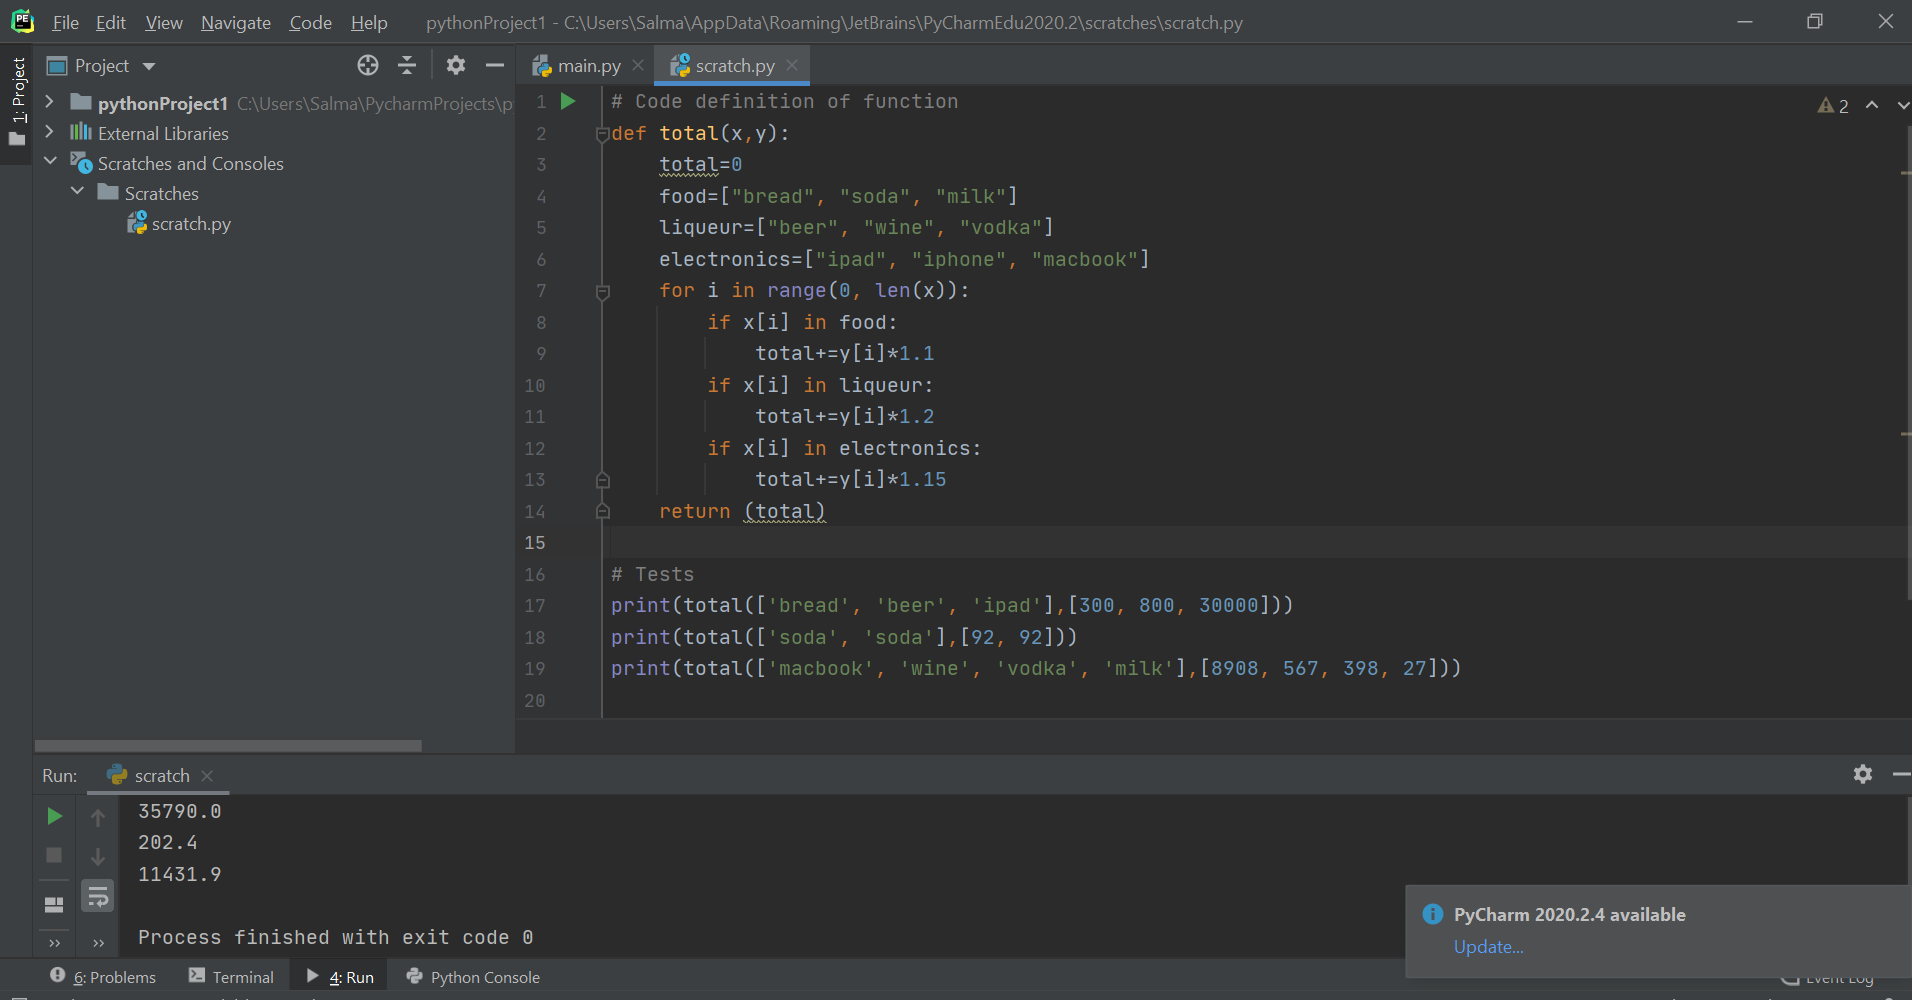 PE File Edit View Navigate Code Help pythonProject1 - C:\Users\Salma\AppData\Roaming\JetBrains\PyCharmEdu2020.2\scratches\scratch.py
1: Project
Project
pythonProject1 C:\Users\Salma\PycharmProjects\p
External Libraries
Scratches and Consoles
Scratches
scratch.py
main.py scratch.py
2
1 # Code definition of function
2 def total(x,y):
3     total=0
4     food=["bread", "soda", "milk"]
5     liqueur=["beer", "wine", "vodka"]
6     electronics=["ipad", "iphone", "macbook"]
7     for i in range(0, len(x)):
8         if x[i] in food:
9             total+=y[i]*1.1
10         if x[i] in liqueur:
11             total+=y[i]*1.2
12         if x[i] in electronics:
13             total+=y[i]*1.15
14     return (total)
15
16 # Tests
17 print(total(['bread', 'beer', 'ipad'],[300, 800, 30000]))
18 print(total(['soda', 'soda'],[92, 92]))
19 print(total(['macbook', 'wine', 'vodka', 'milk'],[8908, 567, 398, 27]))
20
Run: scratch
35790.0
202.4
11431.9
Process finished with exit code 0
PyCharm 2020.2.4 available
Update...
6: Problems Terminal 4: Run Python Console Event Log